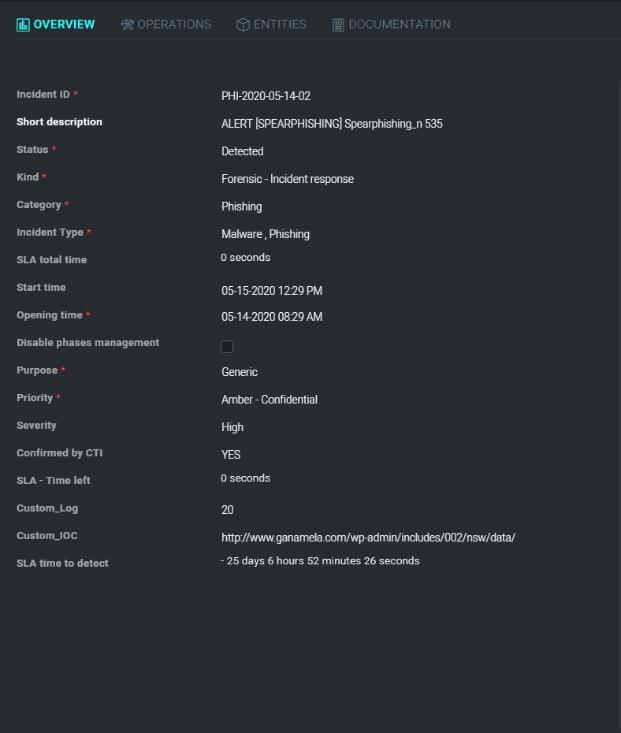 OVERVIEW OPERATIONS ENTITIES DOCUMENTATION
Incident ID * PHI-2020-05-14-02
Short description ALERT [SPEARPHISHING] Spearphishing_n 535
Status * Detected
Kind * Forensic - Incident response
Category * Phishing
Incident Type * Malware , Phishing
SLA total time 0 seconds
Start time 05-15-2020 12:29 PM
Opening time * 05-14-2020 08:29 AM
Disable phases management
Purpose * Generic
Priority * Amber - Confidential
Severity High
Confirmed by CTI YES
SLA - Time left 0 seconds
Custom_Log 20
Custom_IOC http://www.ganamela.com/wp-admin/includes/002/nsw/data/
SLA time to detect - 25 days 6 hours 52 minutes 26 seconds